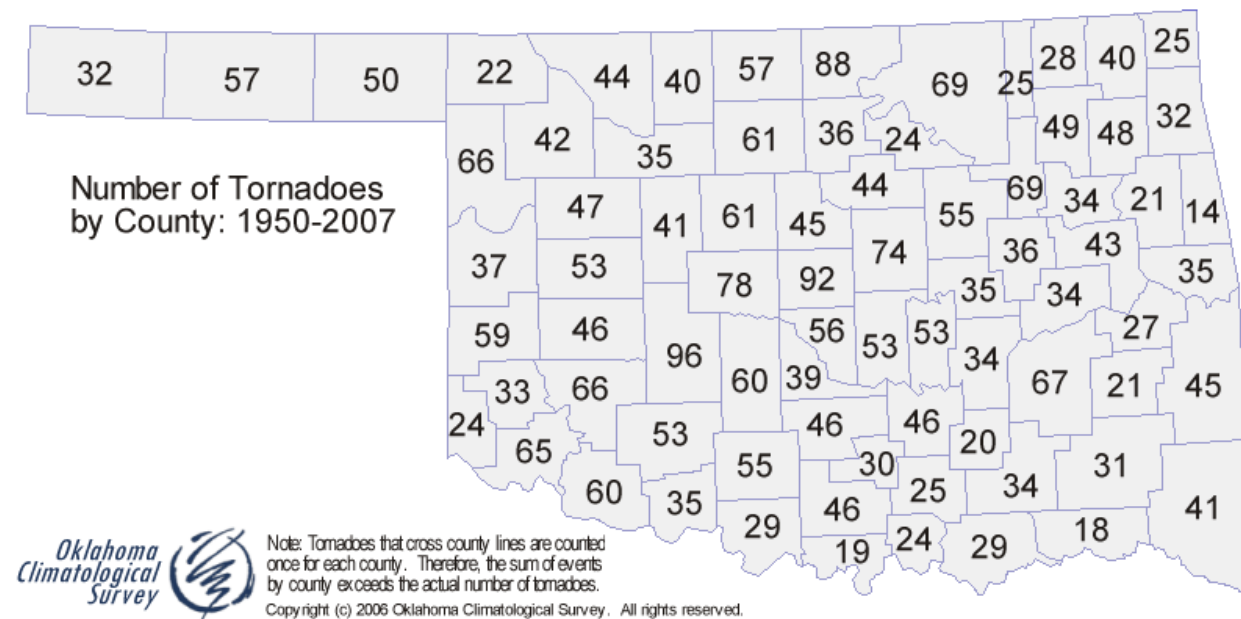 32 57 50 22 44 40 57 88 69 25 28 40 25
66 42 35 61 36 24 49 48 32
Number of Tornadoes
by County: 1950-2007
47 41 61 45 44 55 69 34 21 14
37 53 78 92 74 36 43 35
35 34
59 46 96 60 56 53 53 34 27
39 67 21 45
24 33 66 53 46 46 20
65 55 30 31
60 35 46 25 34 41
29 19 24 29 18
Oklahoma
Climatological
Survey
Note: Tornadoes that cross county lines are counted
once for each county. Therefore, the sum of events
by county exceeds the actual number of tornadoes.
Copyright (c) 2006 Oklahoma Climatological Survey. All rights reserved.